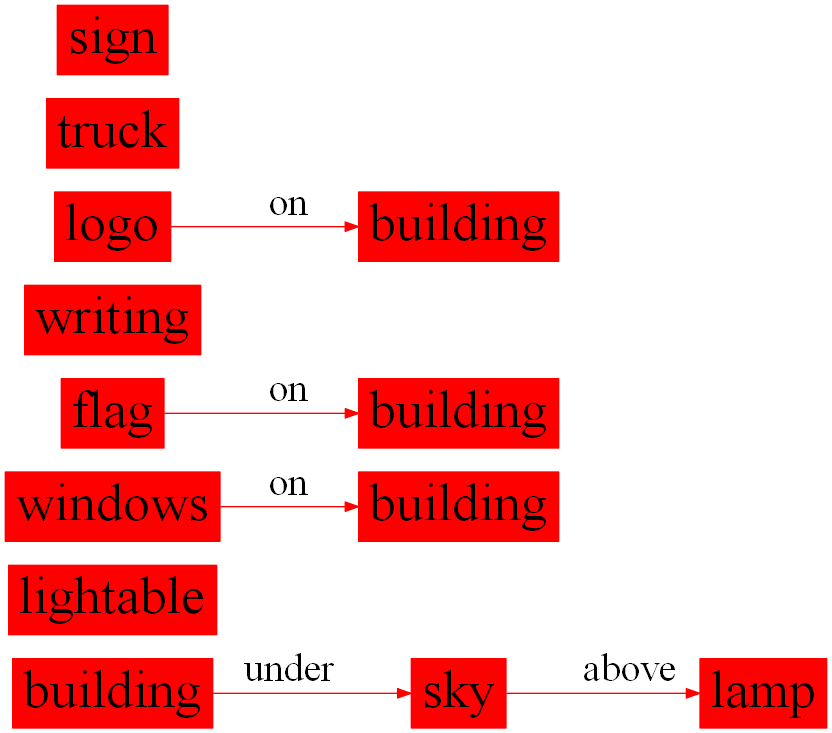 sign
truck
logo on building
writing
flag on building
windows on building
lightable
building under sky above lamp